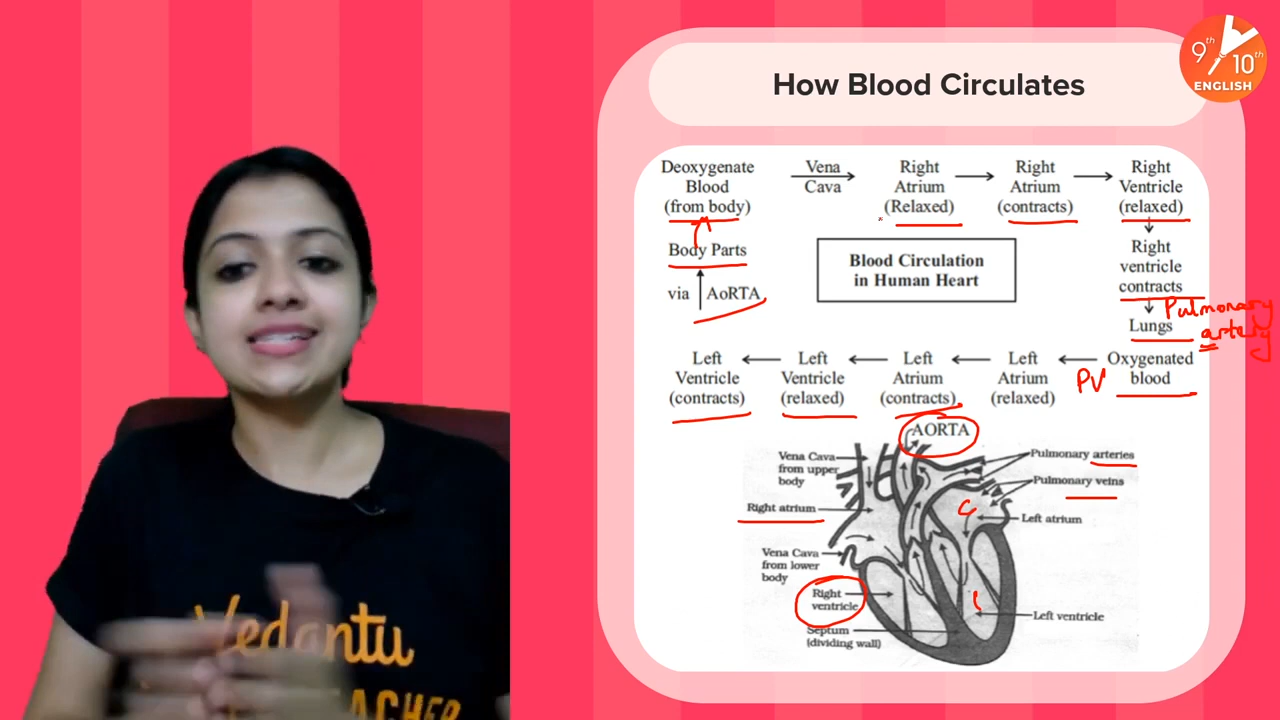 How Blood Circulates
9th
10th
ENGLISH
Deoxygenate
Blood
(from body)
Vena
Cava
Right
Atrium
(Relaxed)
Right
Atrium
(contracts)
Right
Ventricle
(relaxed)
Body Parts
via AoRTA
Blood Circulation
in Human Heart
Right
ventricle
contracts
Pulmonary
artery
Lungs
Left
Ventricle
(contracts)
Left
Ventricle
(relaxed)
Left
Atrium
(contracts)
Left
Atrium
(relaxed)
PV
Oxygenated
blood
AORTA
Vena Cava
from upper
body
Pulmonary arteries
Pulmonary veins
Right atrium
Left atrium
Vena Cava
from lower
body
Right
ventricle
Left ventricle
Septum
(dividing wall)
Vedantu
TEACHER